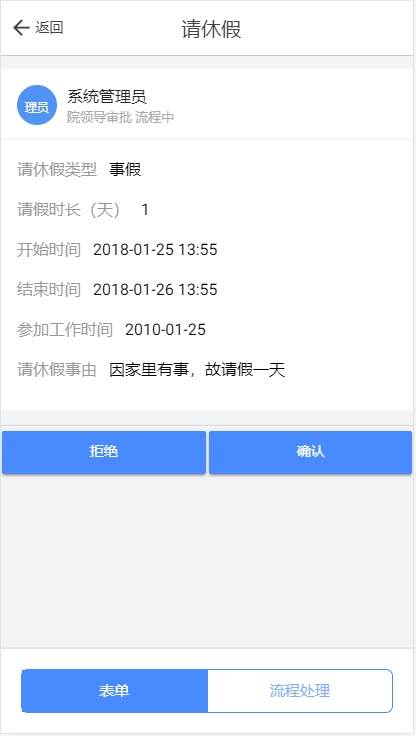 返回
请休假
理员
系统管理员
院领导审批 流程中
请休假类型 事假
请假时长（天） 1
开始时间 2018-01-25 13:55
结束时间 2018-01-26 13:55
参加工作时间 2010-01-25
请休假事由 因家里有事，故请假一天
拒绝
确认
表单
流程处理